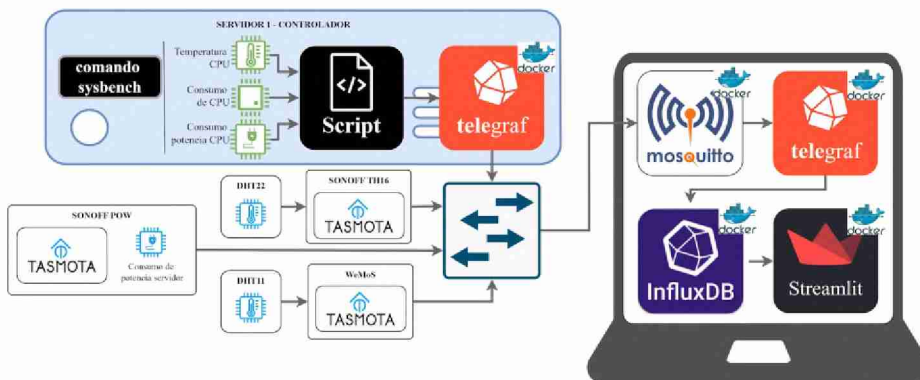 SERVIDOR 1 - CONTROLADOR
comando
sysbench
Temperatura
CPU
Consumo
de CPU
Consumo
potencia CPU
</>
Script
docker
telegraf
SONOFF POW
TASMOTA
Consumo de
potencia servidor
DHT22
SONOFF TH16
TASMOTA
DHT11
WeMoS
TASMOTA
docker
mosquitto
docker
telegraf
docker
InfluxDB
docker
Streamlit